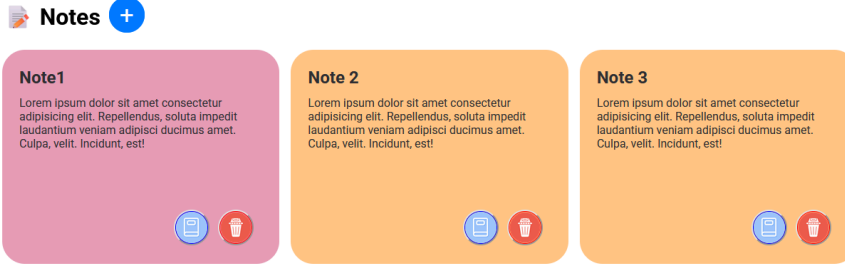 Notes +
Note1
Lorem ipsum dolor sit amet consectetur
adipisicing elit. Repellendus, soluta impedit
laudantium veniam adipisci ducimus amet.
Culpa, velit. Incidunt, est!
Note 2
Lorem ipsum dolor sit amet consectetur
adipisicing elit. Repellendus, soluta impedit
laudantium veniam adipisci ducimus amet.
Culpa, velit. Incidunt, est!
Note 3
Lorem ipsum dolor sit amet consectetur
adipisicing elit. Repellendus, soluta impedit
laudantium veniam adipisci ducimus amet.
Culpa, velit. Incidunt, est!